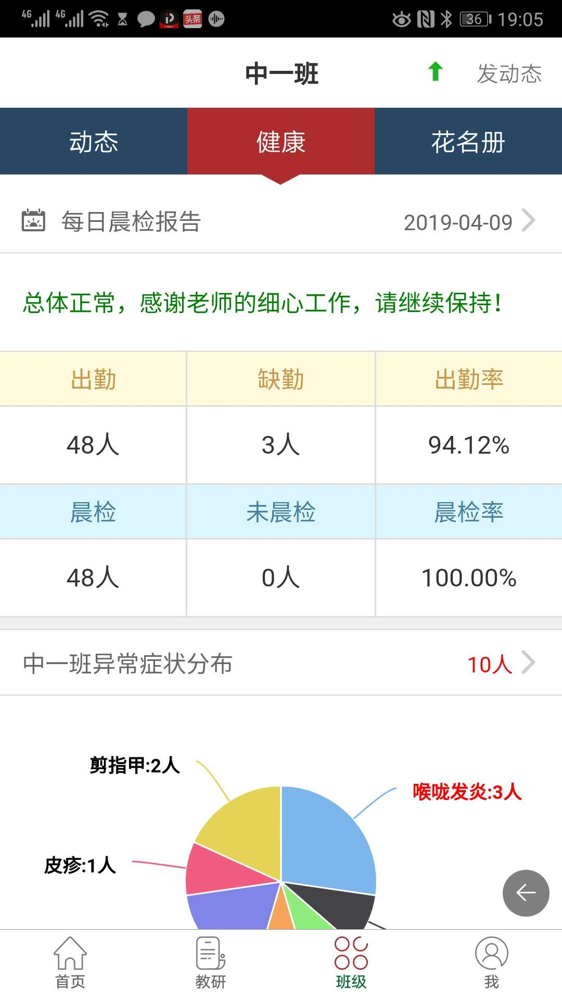 4G 4G 头条 36 19:05
中一班 发动态
动态 健康 花名册
每日晨检报告 2019-04-09
总体正常，感谢老师的细心工作，请继续保持！
出勤 缺勤 出勤率
48人 3人 94.12%
晨检 未晨检 晨检率
48人 0人 100.00%
中一班异常症状分布 10人
剪指甲:2人
喉咙发炎:3人
皮疹:1人
首页 教研 班级 我